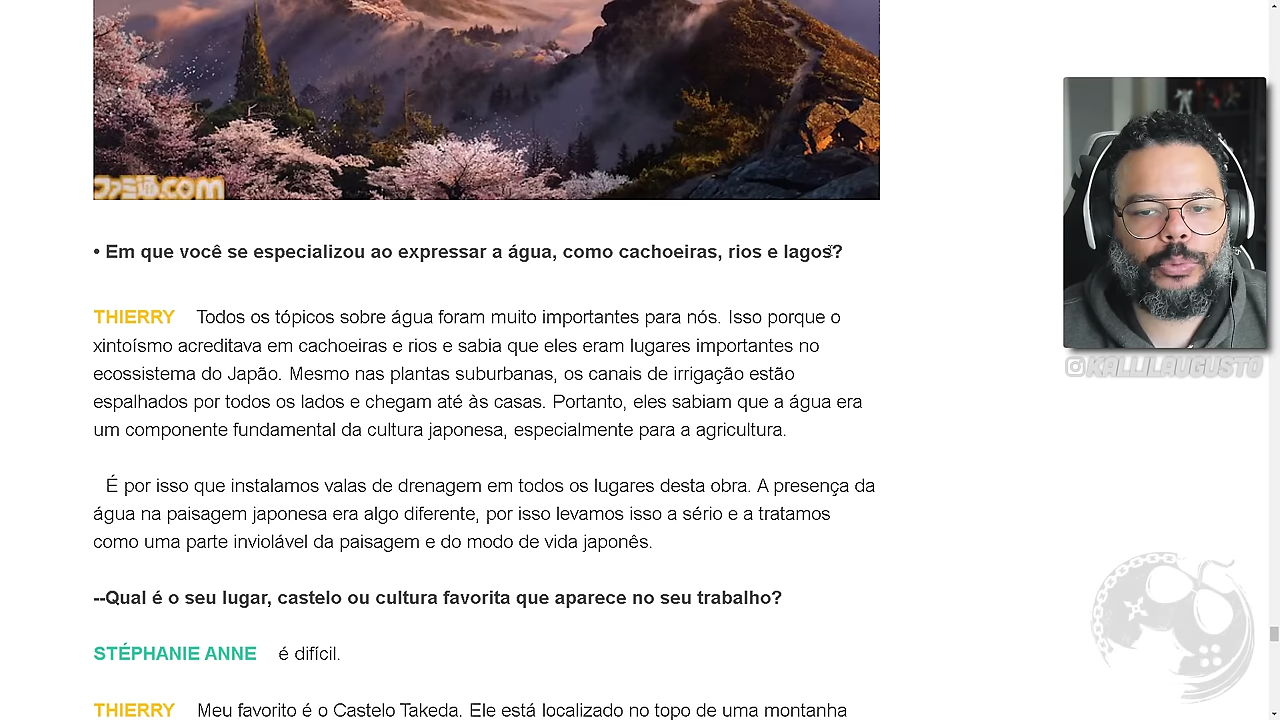 ファミ通.com
• Em que você se especializou ao expressar a água, como cachoeiras, rios e lagos?
THIERRY Todos os tópicos sobre água foram muito importantes para nós. Isso porque o
xintoísmo acreditava em cachoeiras e rios e sabia que eles eram lugares importantes no
ecossistema do Japão. Mesmo nas plantas suburbanas, os canais de irrigação estão
espalhados por todos os lados e chegam até às casas. Portanto, eles sabiam que a água era
um componente fundamental da cultura japonesa, especialmente para a agricultura.
É por isso que instalamos valas de drenagem em todos os lugares desta obra. A presença da
água na paisagem japonesa era algo diferente, por isso levamos isso a sério e a tratamos
como uma parte inviolável da paisagem e do modo de vida japonês.
--Qual é o seu lugar, castelo ou cultura favorita que aparece no seu trabalho?
STÉPHANIE ANNE é difícil.
THIERRY Meu favorito é o Castelo Takeda. Ele está localizado no topo de uma montanha
KALLILAUGUSTO